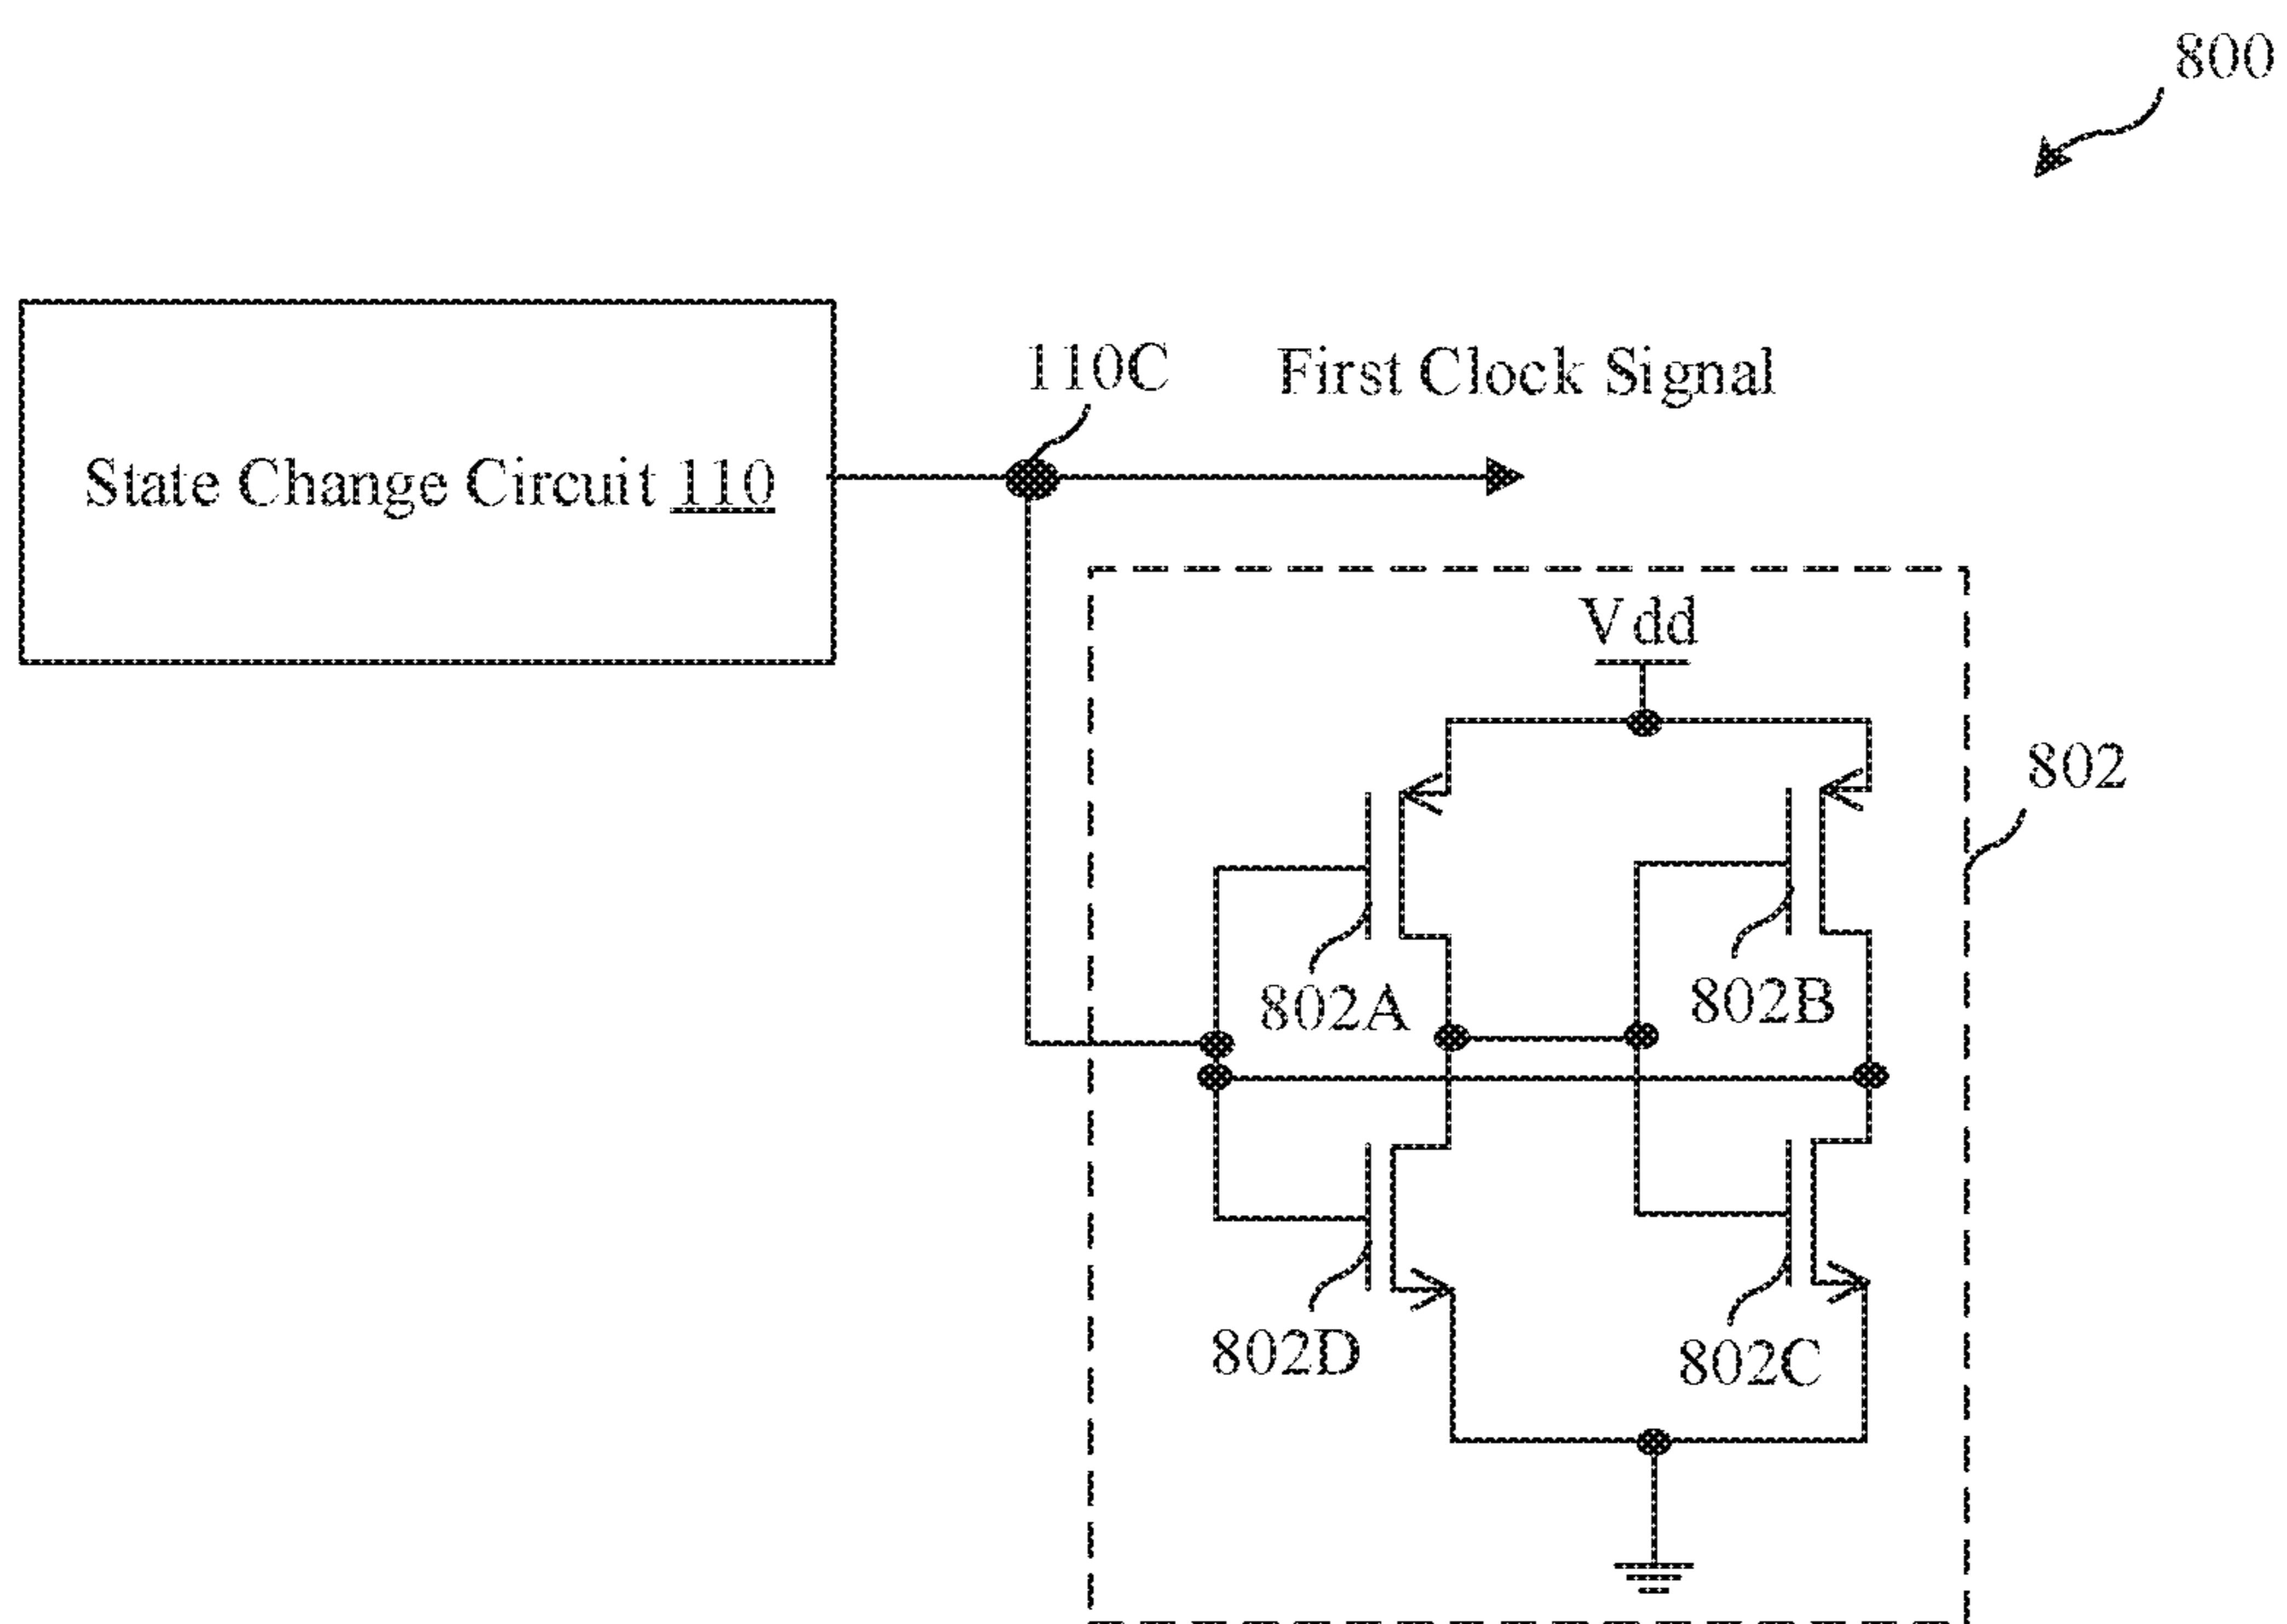 800
110C
First Clock Signal
State Change Circuit 110
Vdd
802
802A
802B
802D
802C